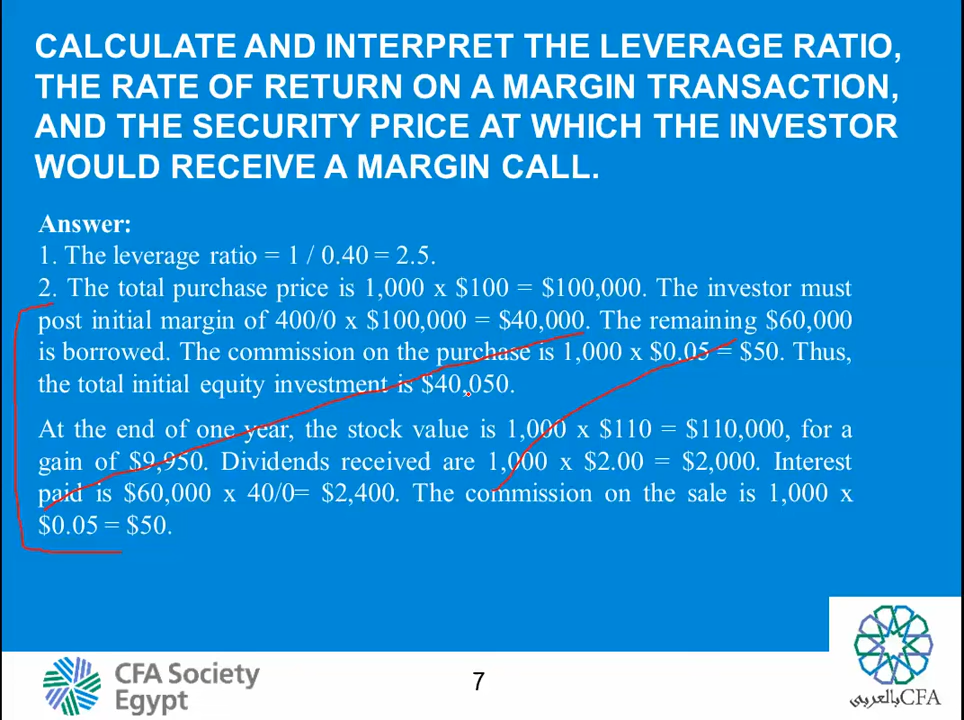 CALCULATE AND INTERPRET THE LEVERAGE RATIO,
THE RATE OF RETURN ON A MARGIN TRANSACTION,
AND THE SECURITY PRICE AT WHICH THE INVESTOR
WOULD RECEIVE A MARGIN CALL.
Answer:
1. The leverage ratio = 1 / 0.40 = 2.5.
2. The total purchase price is 1,000 x $100 = $100,000. The investor must
post initial margin of 400/0 x $100,000 = $40,000. The remaining $60,000
is borrowed. The commission on the purchase is 1,000 x $0.05 = $50. Thus,
the total initial equity investment is $40,050.
At the end of one year, the stock value is 1,000 x $110 = $110,000, for a
gain of $9,950. Dividends received are 1,000 x $2.00 = $2,000. Interest
paid is $60,000 x 40/0= $2,400. The commission on the sale is 1,000 x
$0.05 = $50.
CFA Society
Egypt
7
CFA بالعربي